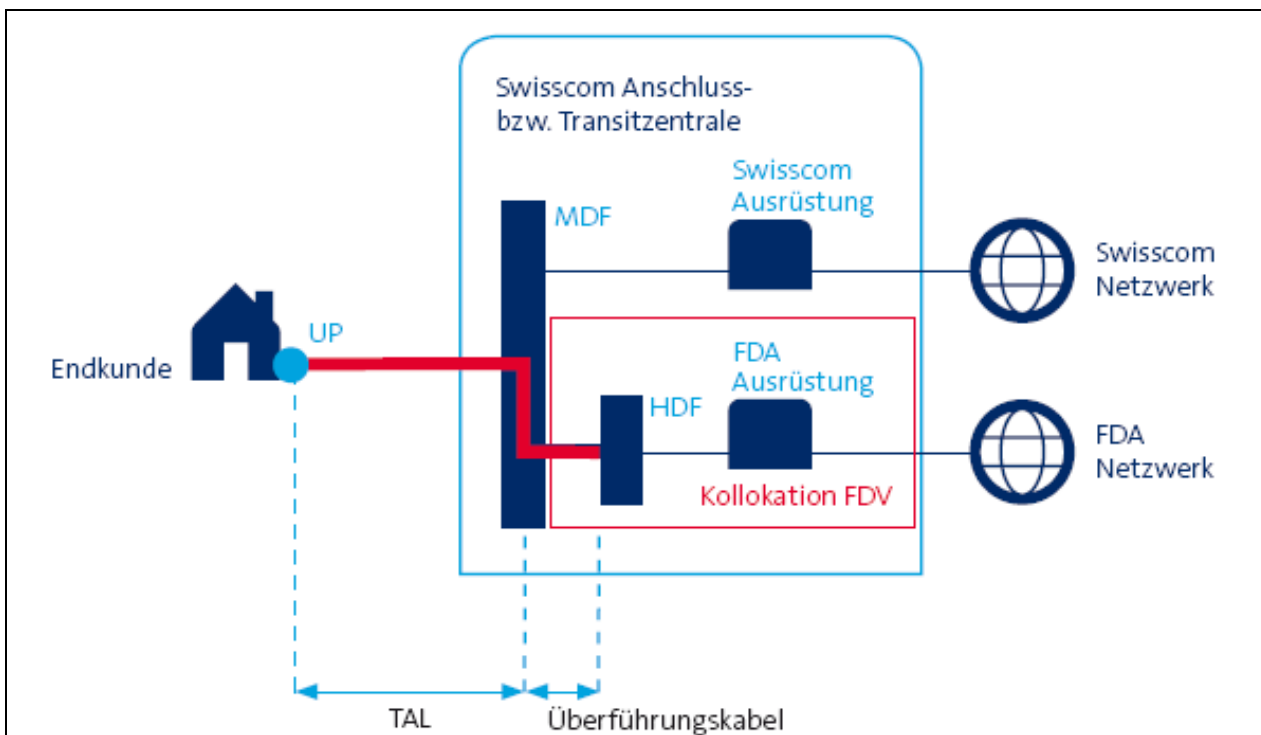 Swisscom Anschluss-
bzw. Transitzentrale
Swisscom
Ausrüstung
MDF
Swisscom
Netzwerk
UP
Endkunde
FDA
Ausrüstung
HDF
FDA
Netzwerk
Kollokation FDV
TAL
Überführungskabel